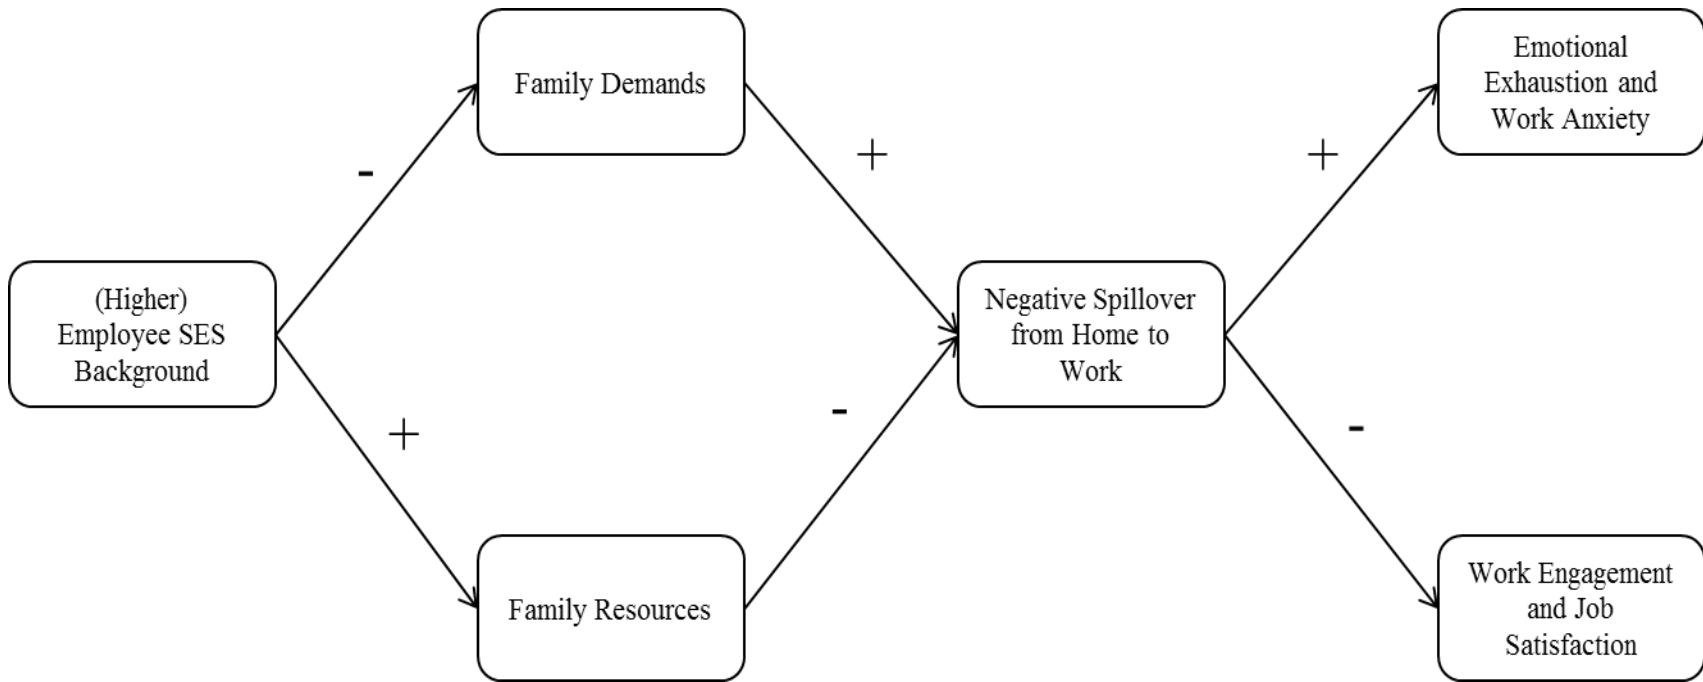 Family Demands
Emotional
Exhaustion and
Work Anxiety
-
+
+
(Higher)
Employee SES
Background
Negative Spillover
from Home to
Work
+
-
-
Family Resources
Work Engagement
and Job
Satisfaction